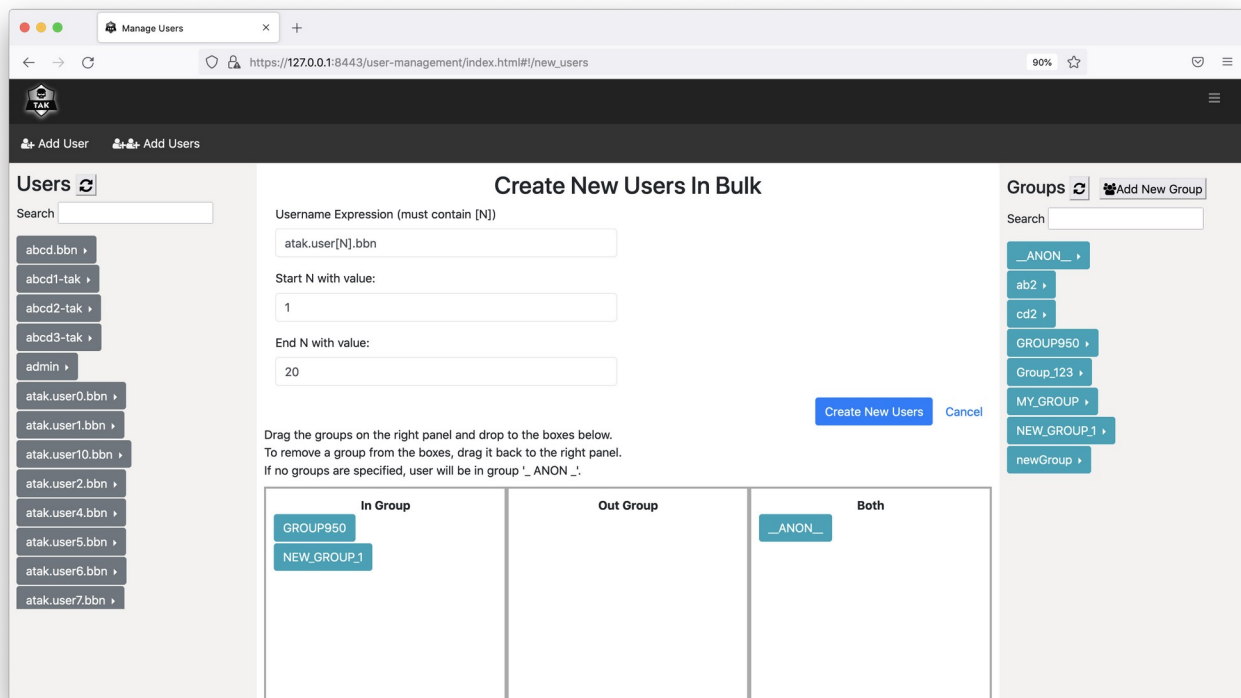 Manage Users
https://127.0.0.1:8443/user-management/index.html#!/new_users
90%
TAK
Add User
Add Users
Users
Search
abcd.bbn
abcd1-tak
abcd2-tak
abcd3-tak
admin
atak.user0.bbn
atak.user1.bbn
atak.user10.bbn
atak.user2.bbn
atak.user4.bbn
atak.user5.bbn
atak.user6.bbn
atak.user7.bbn
Create New Users In Bulk
Username Expression (must contain [N])
atak.user[N].bbn
Start N with value:
1
End N with value:
20
Create New Users
Cancel
Drag the groups on the right panel and drop to the boxes below.
To remove a group from the boxes, drag it back to the right panel.
If no groups are specified, user will be in group '_ ANON _'.
In Group
GROUP950
NEW_GROUP_1
Out Group
Both
__ANON__
Groups
Add New Group
Search
__ANON__
ab2
cd2
GROUP950
Group_123
MY_GROUP
NEW_GROUP_1
newGroup